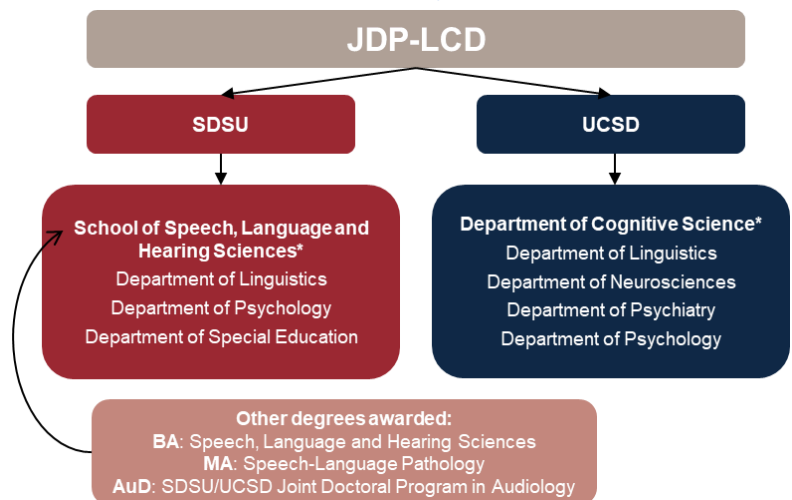 JDP-LCD
SDSU
UCSD
School of Speech, Language and
Hearing Sciences*
Department of Linguistics
Department of Psychology
Department of Special Education
Department of Cognitive Science*
Department of Linguistics
Department of Neurosciences
Department of Psychiatry
Department of Psychology
Other degrees awarded:
BA: Speech, Language and Hearing Sciences
MA: Speech-Language Pathology
AuD: SDSU/UCSD Joint Doctoral Program in Audiology